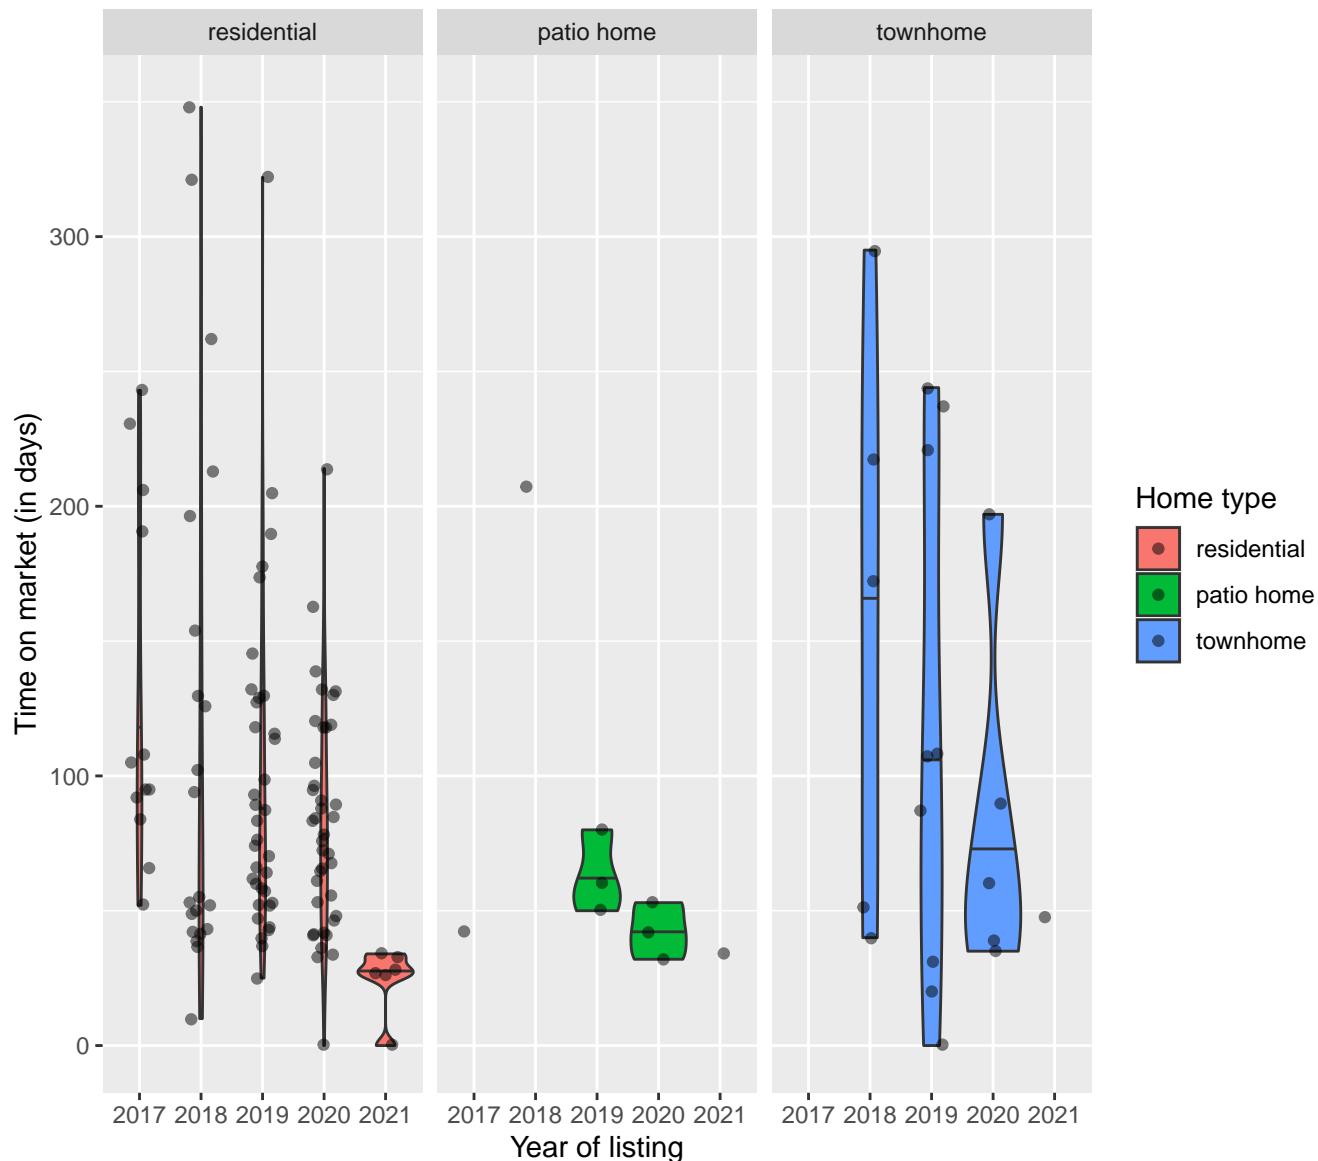 residential patio home townhome
Time on market (in days)
300
200
100
0
2017 2018 2019 2020 2021 2017 2018 2019 2020 2021 2017 2018 2019 2020 2021
Year of listing
Home type
residential
patio home
townhome